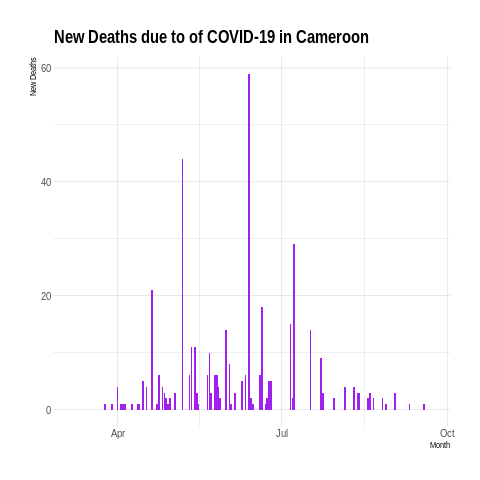 New Deaths due to of COVID-19 in Cameroon
New Deaths
60
40
20
0
Apr
Jul
Oct
Month